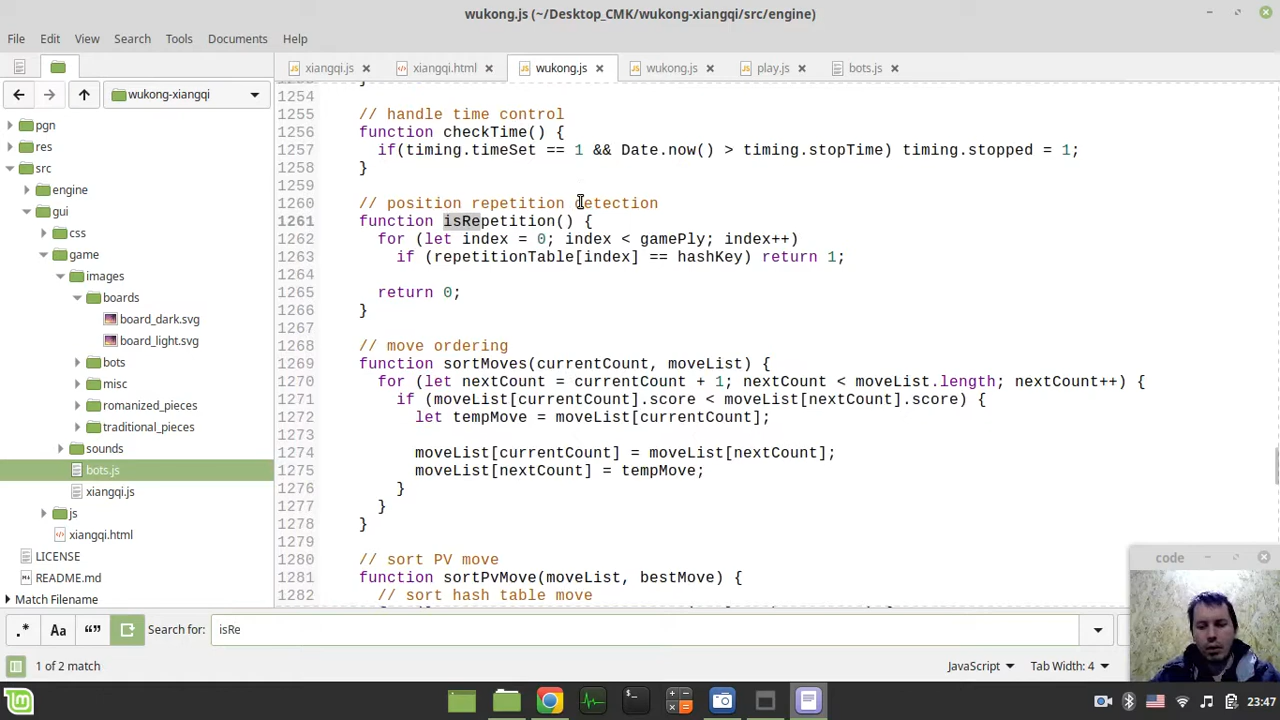 wukong.js (~/Desktop_CMK/wukong-xiangqi/src/engine)
File Edit View Search Tools Documents Help
xiangqi.js xiangqi.html wukong.js wukong.js play.js bots.js
wukong-xiangqi
pgn
res
src
engine
gui
css
game
images
boards
board_dark.svg
board_light.svg
bots
misc
romanized_pieces
traditional_pieces
sounds
bots.js
xiangqi.js
js
xiangqi.html
LICENSE
README.md
Match Filename
1254
1255 // handle time control
1256 function checkTime() {
1257 if(timing.timeSet == 1 && Date.now() > timing.stopTime) timing.stopped = 1;
1258 }
1259
1260 // position repetition detection
1261 function isRepetition() {
1262 for (let index = 0; index < gamePly; index++)
1263 if (repetitionTable[index] == hashKey) return 1;
1264
1265 return 0;
1266 }
1267
1268 // move ordering
1269 function sortMoves(currentCount, moveList) {
1270 for (let nextCount = currentCount + 1; nextCount < moveList.length; nextCount++) {
1271 if (moveList[currentCount].score < moveList[nextCount].score) {
1272 let tempMove = moveList[currentCount];
1273
1274 moveList[currentCount] = moveList[nextCount];
1275 moveList[nextCount] = tempMove;
1276 }
1277 }
1278 }
1279
1280 // sort PV move
1281 function sortPvMove(moveList, bestMove) {
1282 // sort hash table move
code
.* Aa “” Search for: isRe
1 of 2 match JavaScript Tab Width: 4
23:47